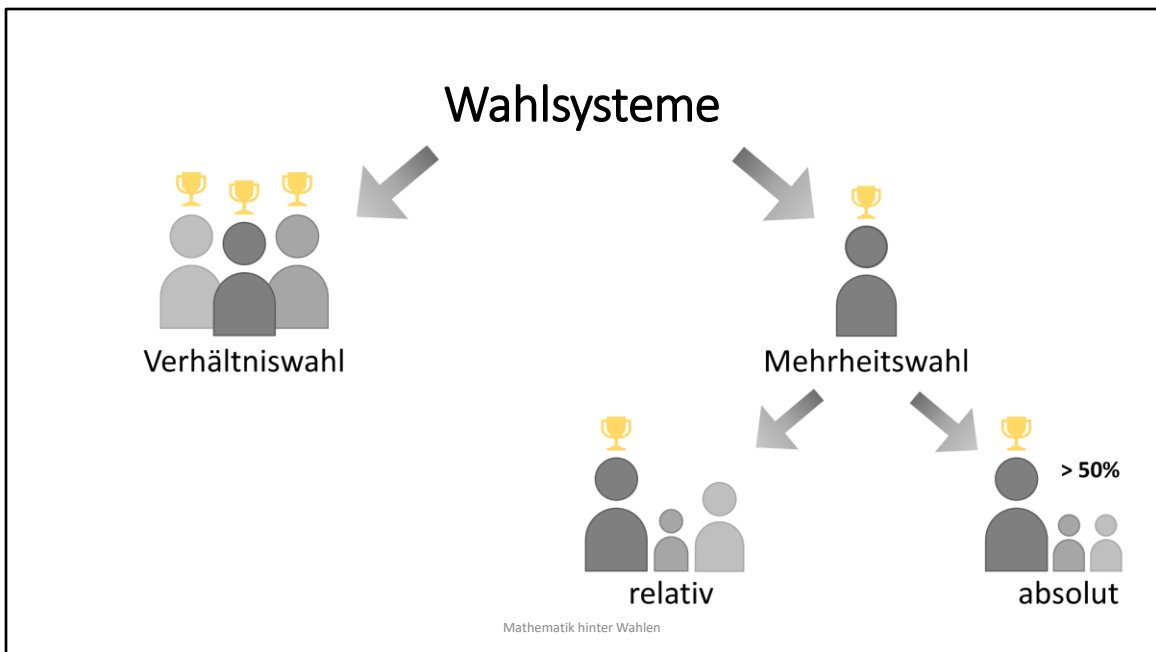 Wahlsysteme
Verhältniswahl
Mehrheitswahl
> 50%
relativ
absolut
Mathematik hinter Wahlen